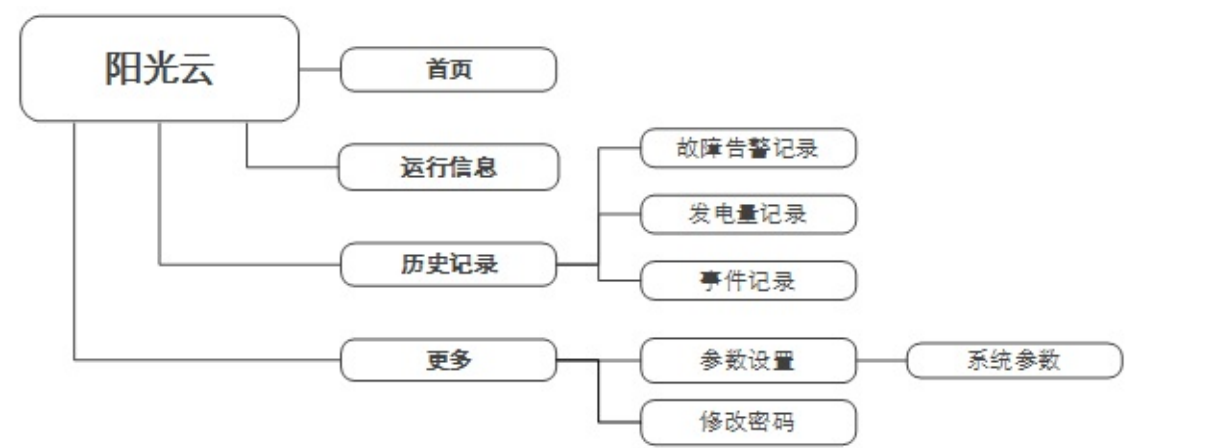 阳光云
首页
运行信息
历史记录
故障告警记录
发电量记录
事件记录
更多
参数设置
系统参数
修改密码